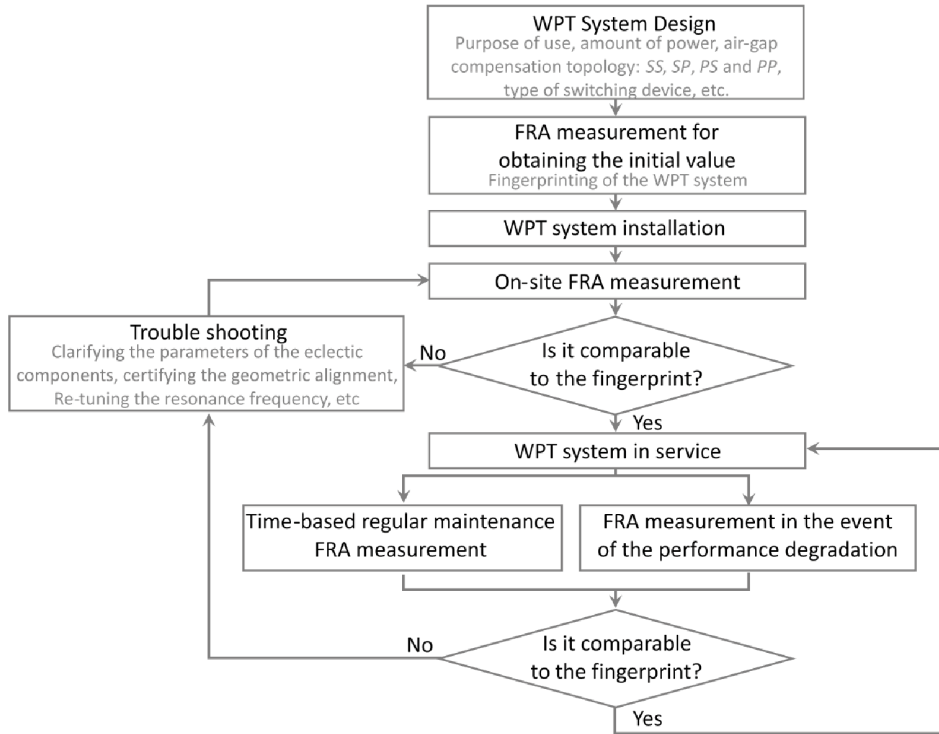 WPT System Design
Purpose of use, amount of power, air-gap
compensation topology: SS, SP, PS and PP,
type of switching device, etc.
FRA measurement for
obtaining the initial value
Fingerprinting of the WPT system
WPT system installation
On-site FRA measurement
Trouble shooting
Clarifying the parameters of the eclectic
components, certifying the geometric alignment,
Re-tuning the resonance frequency, etc
No
Is it comparable
to the fingerprint?
Yes
WPT system in service
Time-based regular maintenance
FRA measurement
FRA measurement in the event
of the performance degradation
No
Is it comparable
to the fingerprint?
Yes